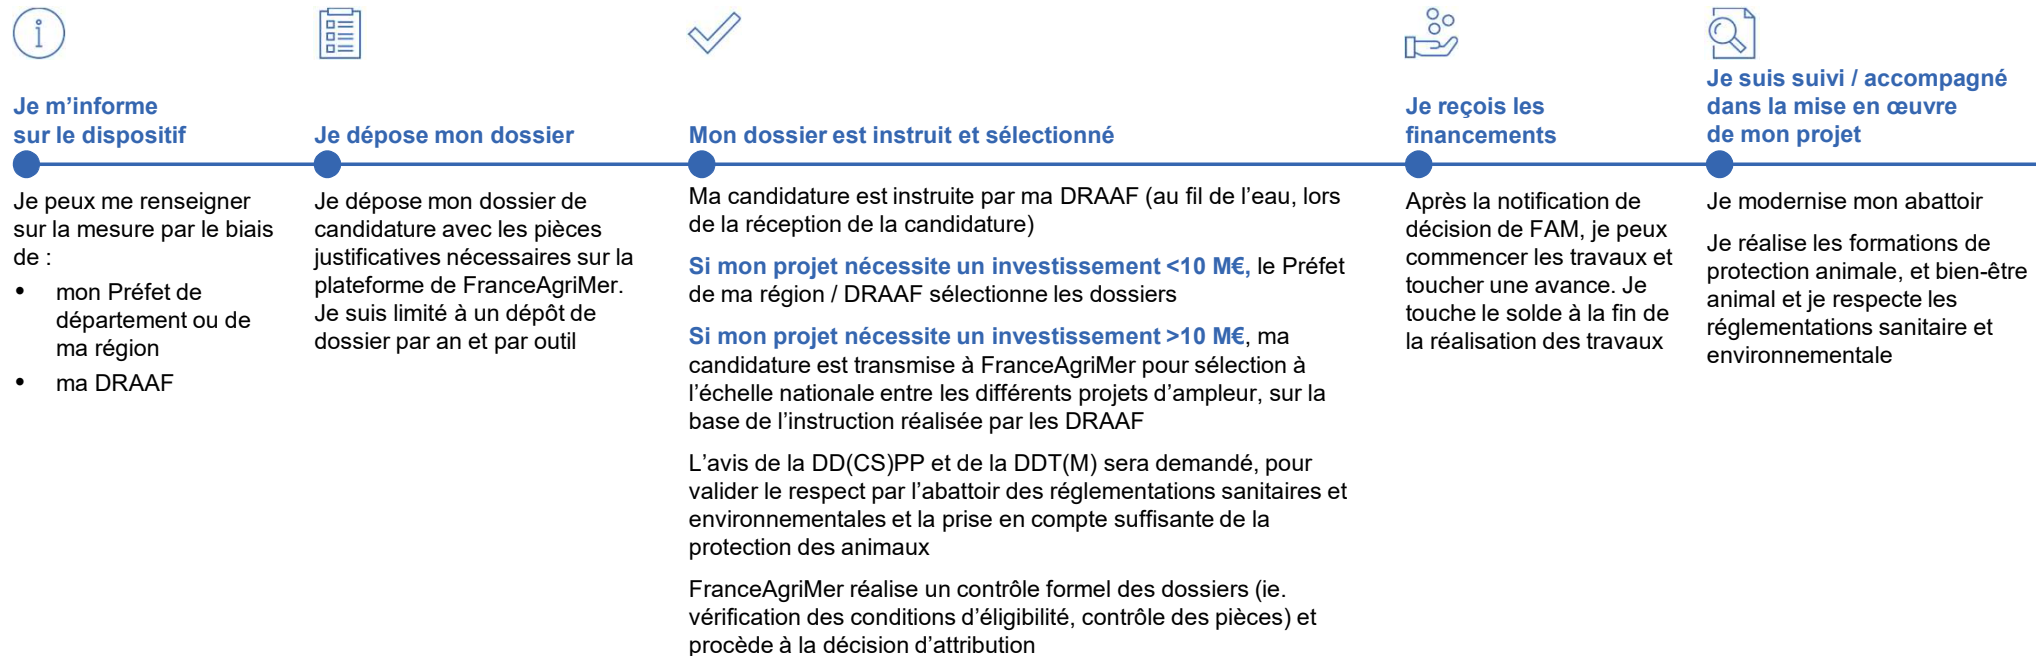 Je m’informe
sur le dispositif
Je peux me renseigner
sur la mesure par le biais
de :
• mon Préfet de
département ou de
ma région
• ma DRAAF
Je dépose mon dossier
Je dépose mon dossier de
candidature avec les pièces
justificatives nécessaires sur la
plateforme de FranceAgriMer.
Je suis limité à un dépôt de
dossier par an et par outil
Mon dossier est instruit et sélectionné
Ma candidature est instruite par ma DRAAF (au fil de l’eau, lors
de la réception de la candidature)
Si mon projet nécessite un investissement <10 M€, le Préfet
de ma région / DRAAF sélectionne les dossiers
Si mon projet nécessite un investissement >10 M€, ma
candidature est transmise à FranceAgriMer pour sélection à
l’échelle nationale entre les différents projets d’ampleur, sur la
base de l’instruction réalisée par les DRAAF
L’avis de la DD(CS)PP et de la DDT(M) sera demandé, pour
valider le respect par l’abattoir des réglementations sanitaires et
environnementales et la prise en compte suffisante de la
protection des animaux
FranceAgriMer réalise un contrôle formel des dossiers (ie.
vérification des conditions d’éligibilité, contrôle des pièces) et
procède à la décision d’attribution
Je reçois les
financements
Après la notification de
décision de FAM, je peux
commencer les travaux et
toucher une avance. Je
touche le solde à la fin de
la réalisation des travaux
Je suis suivi / accompagné
dans la mise en œuvre
de mon projet
Je modernise mon abattoir
Je réalise les formations de
protection animale, et bien-être
animal et je respecte les
réglementations sanitaire et
environnementale